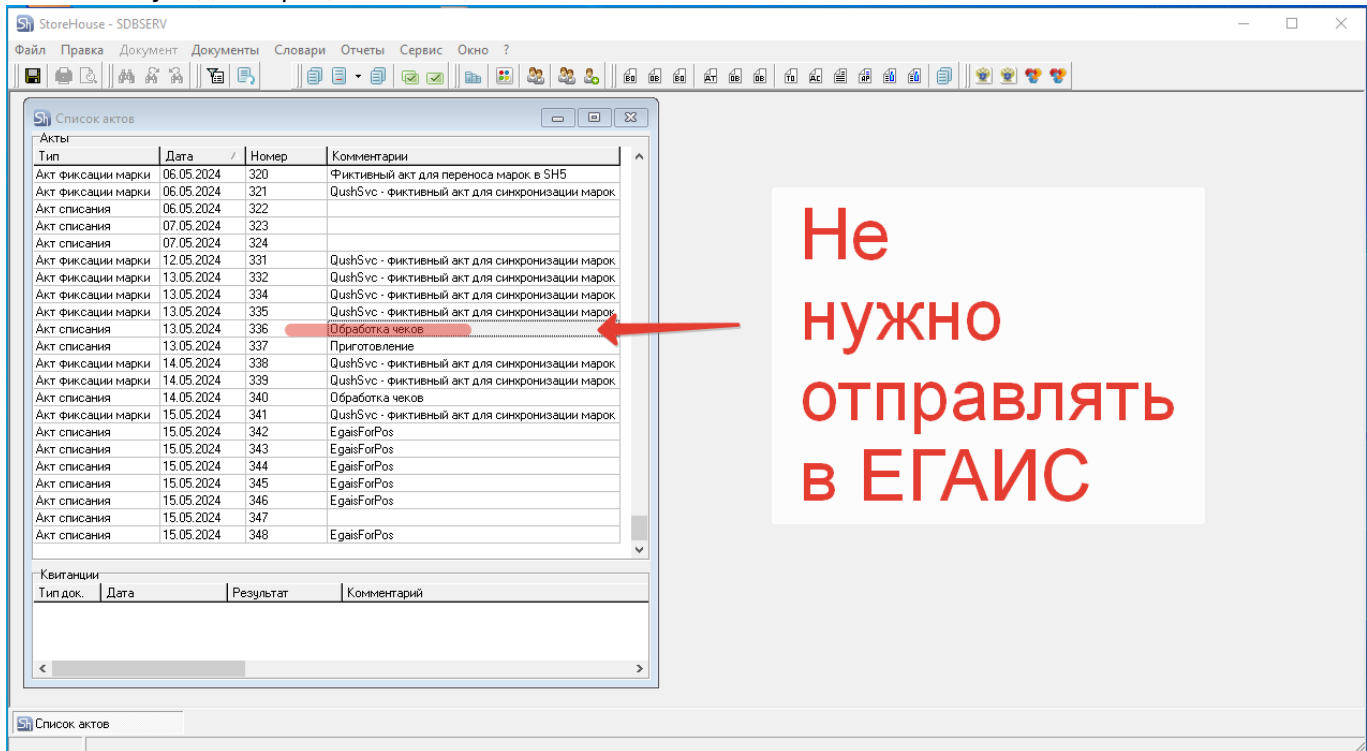 StoreHouse - SDBSERV
Файл Правка Документ Документы Словари Отчеты Сервис Окно ?
Список актов
Акты
Тип Дата / Номер Комментарии
Акт фиксации марки 06.05.2024 320 Фиктивный акт для переноса марок в SH5
Акт фиксации марки 06.05.2024 321 QushSvc - фиктивный акт для синхронизации марок
Акт списания 06.05.2024 322
Акт списания 07.05.2024 323
Акт списания 07.05.2024 324
Акт фиксации марки 12.05.2024 331 QushSvc - фиктивный акт для синхронизации марок
Акт фиксации марки 13.05.2024 332 QushSvc - фиктивный акт для синхронизации марок
Акт фиксации марки 13.05.2024 334 QushSvc - фиктивный акт для синхронизации марок
Акт фиксации марки 13.05.2024 335 QushSvc - фиктивный акт для синхронизации марок
Акт списания 13.05.2024 336 Обработка чеков
Акт списания 13.05.2024 337 Приготовление
Акт фиксации марки 14.05.2024 338 QushSvc - фиктивный акт для синхронизации марок
Акт фиксации марки 14.05.2024 339 QushSvc - фиктивный акт для синхронизации марок
Акт списания 14.05.2024 340 Обработка чеков
Акт фиксации марки 15.05.2024 341 QushSvc - фиктивный акт для синхронизации марок
Акт списания 15.05.2024 342 EgaisForPos
Акт списания 15.05.2024 343 EgaisForPos
Акт списания 15.05.2024 344 EgaisForPos
Акт списания 15.05.2024 345 EgaisForPos
Акт списания 15.05.2024 346 EgaisForPos
Акт списания 15.05.2024 347
Акт списания 15.05.2024 348 EgaisForPos
Квитанции
Тип док. Дата Результат Комментарий
Не
нужно
отправлять
в ЕГАИС
Список актов